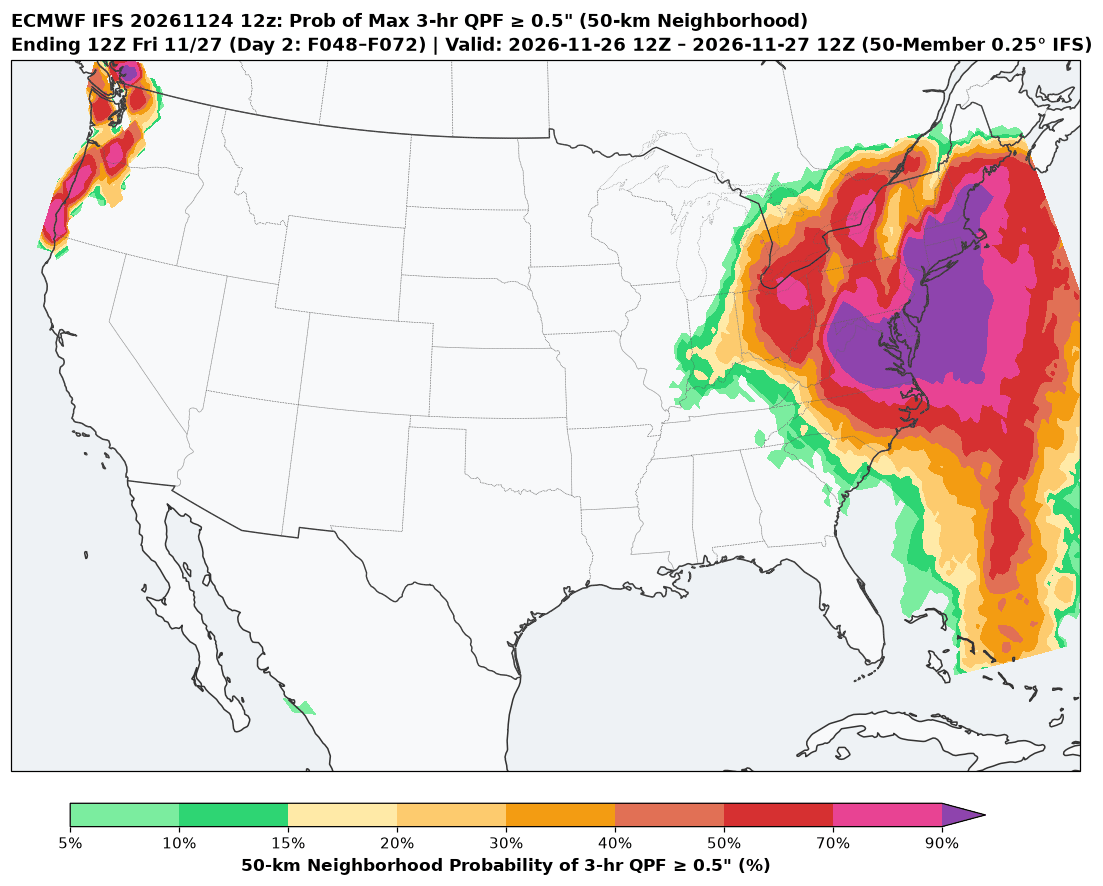 ECMWF IFS 20261124 12z: Prob of Max 3-hr QPF ≥ 0.5" (50-km Neighborhood)
Ending 12Z Fri 11/27 (Day 2: F048–F072) | Valid: 2026-11-26 12Z – 2026-11-27 12Z (50-Member 0.25° IFS)
5% 10% 15% 20% 30% 40% 50% 70% 90%
50-km Neighborhood Probability of 3-hr QPF ≥ 0.5" (%)